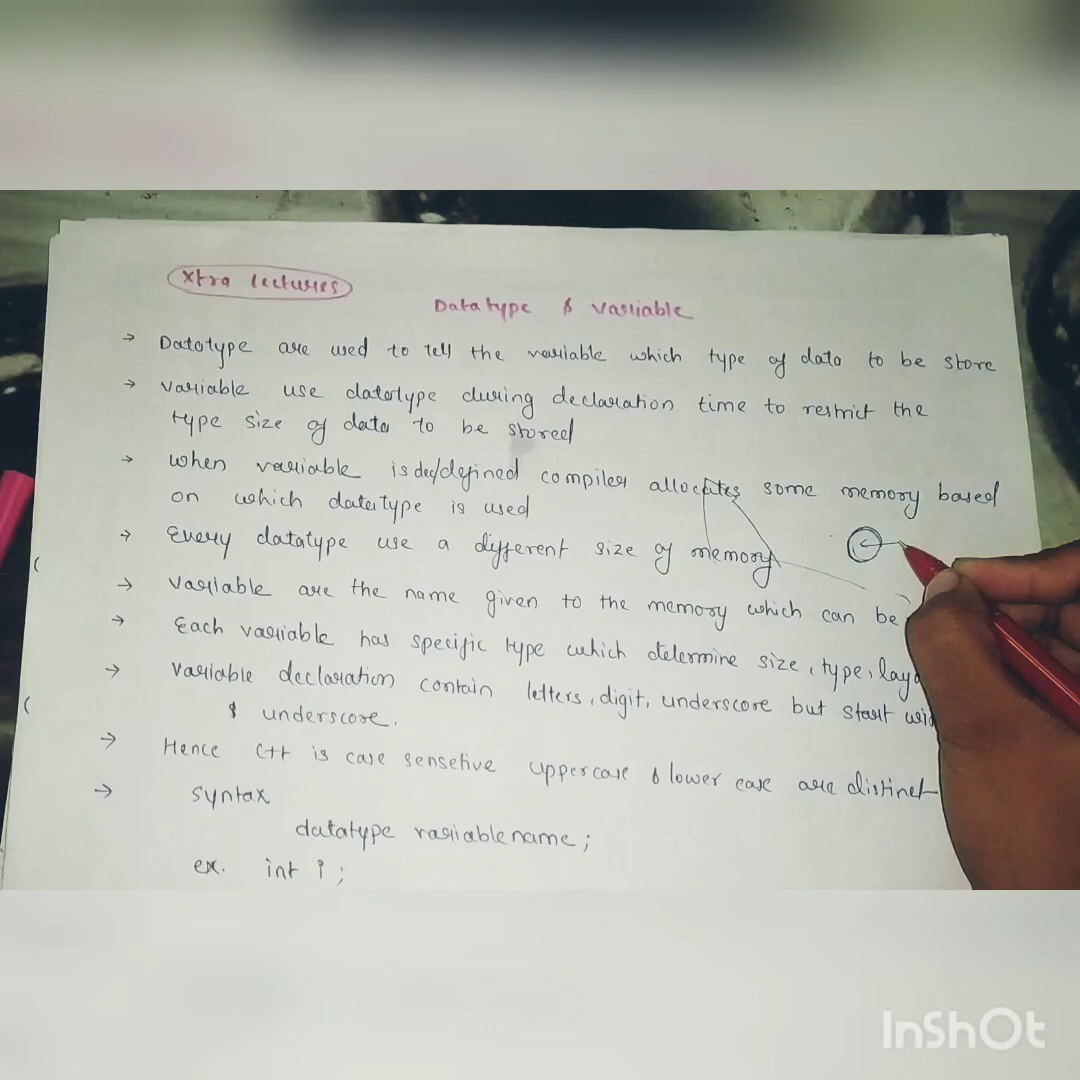 Xtra lectures
Datatype & variable
→ Datatype are used to tell the variable which type of data to be store
→ variable use datatype during declaration time to restrict the
type size of data to be stored
→ when variable is dec/defined compiler allocates some memory based
on which datatype is used
→ Every datatype use a different size of memory
→ Variable are the name given to the memory which can be
→ Each variable has specific type which determine size, type,
→ Variable declaration contain letters, digit, underscore but start
& underscore.
→ Hence C++ is case sensetive uppercase & lower case are distinct
→ syntax
datatype variablename;
ex. int i;
InShOt